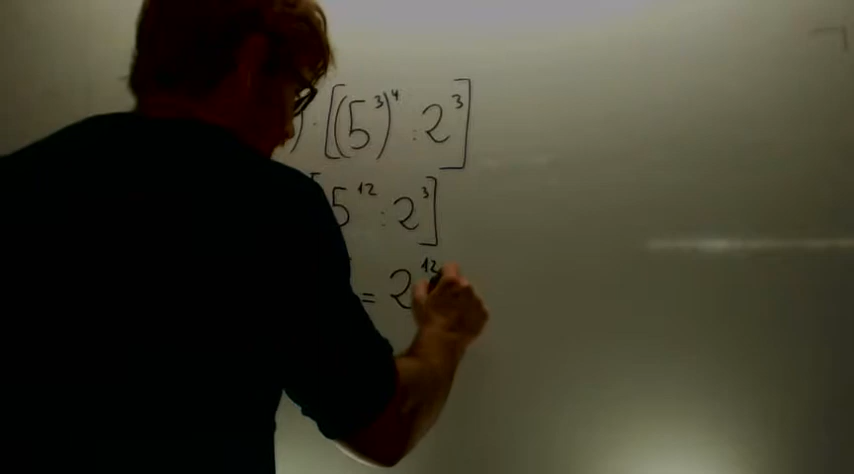 ) · [(5³)⁴ : 2³]
5¹² : 2³]
= 2¹²